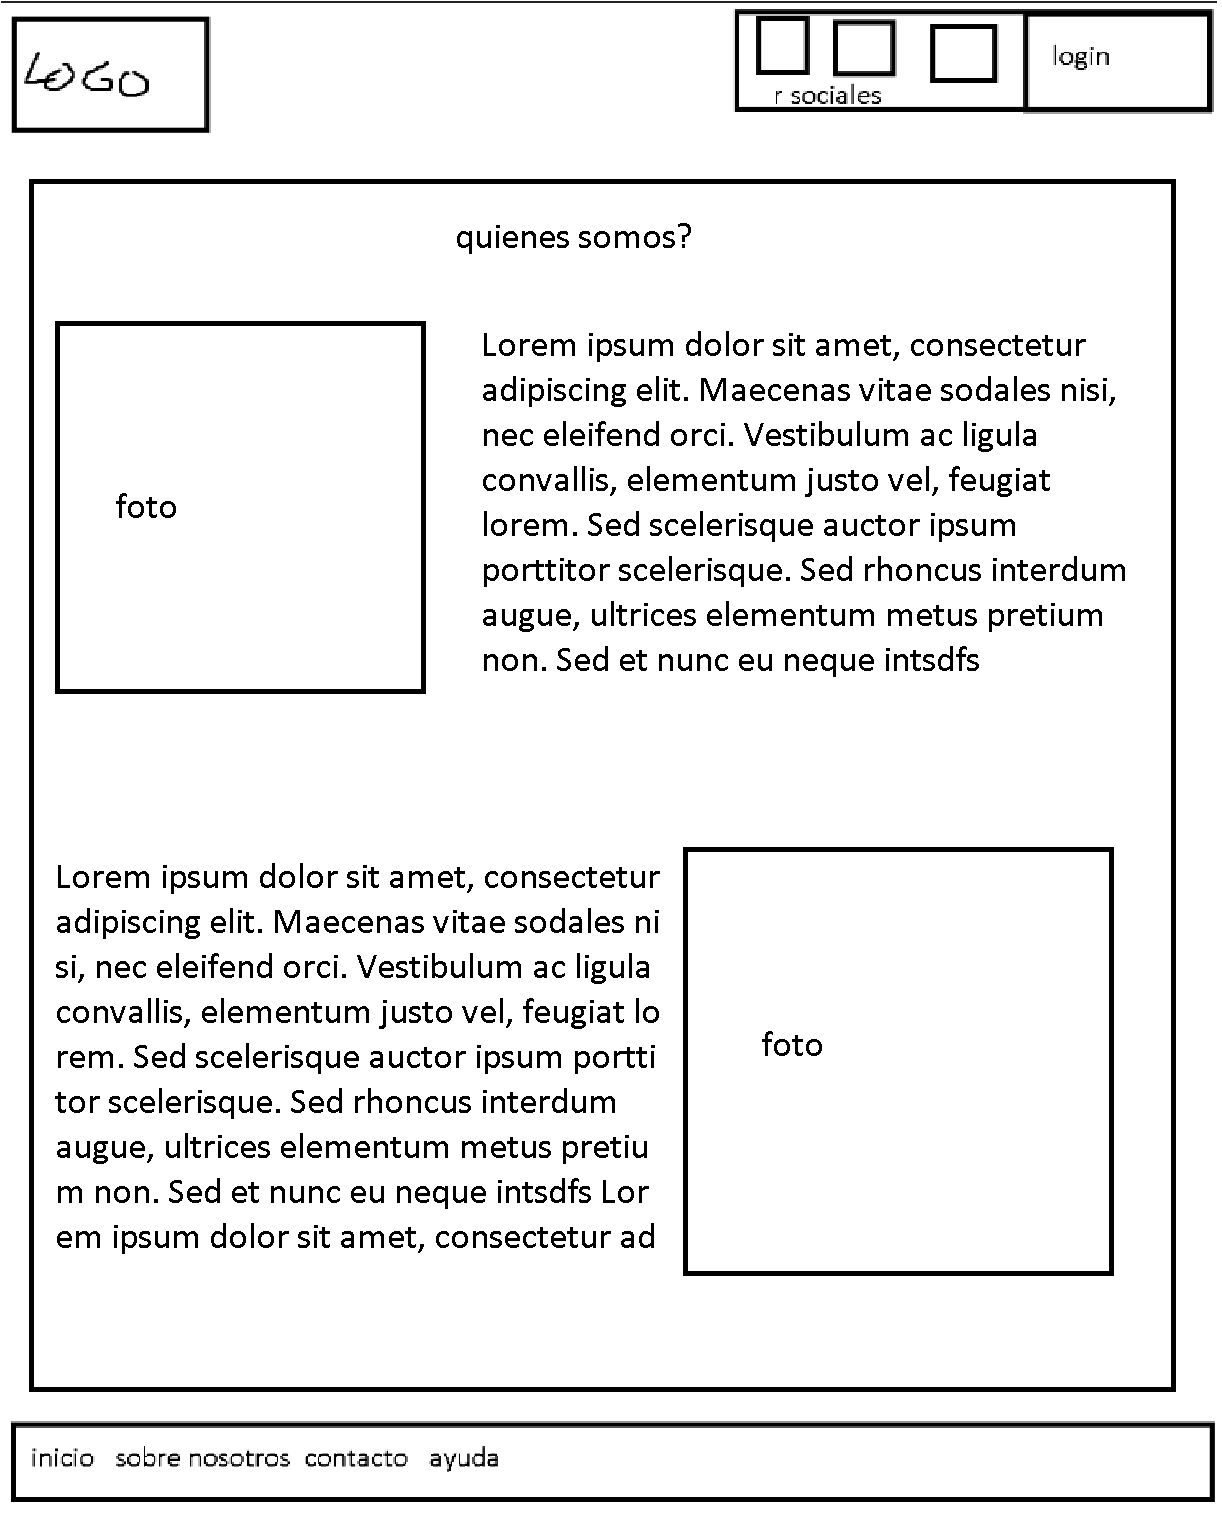 LOGO
login
r sociales
quienes somos?
foto
Lorem ipsum dolor sit amet, consectetur
adipiscing elit. Maecenas vitae sodales nisi,
nec eleifend orci. Vestibulum ac ligula
convallis, elementum justo vel, feugiat
lorem. Sed scelerisque auctor ipsum
porttitor scelerisque. Sed rhoncus interdum
augue, ultrices elementum metus pretium
non. Sed et nunc eu neque intsdfs
Lorem ipsum dolor sit amet, consectetur
adipiscing elit. Maecenas vitae sodales ni
si, nec eleifend orci. Vestibulum ac ligula
convallis, elementum justo vel, feugiat lo
rem. Sed scelerisque auctor ipsum portti
tor scelerisque. Sed rhoncus interdum
augue, ultrices elementum metus pretiu
m non. Sed et nunc eu neque intsdfs Lor
em ipsum dolor sit amet, consectetur ad
foto
inicio sobre nosotros contacto ayuda